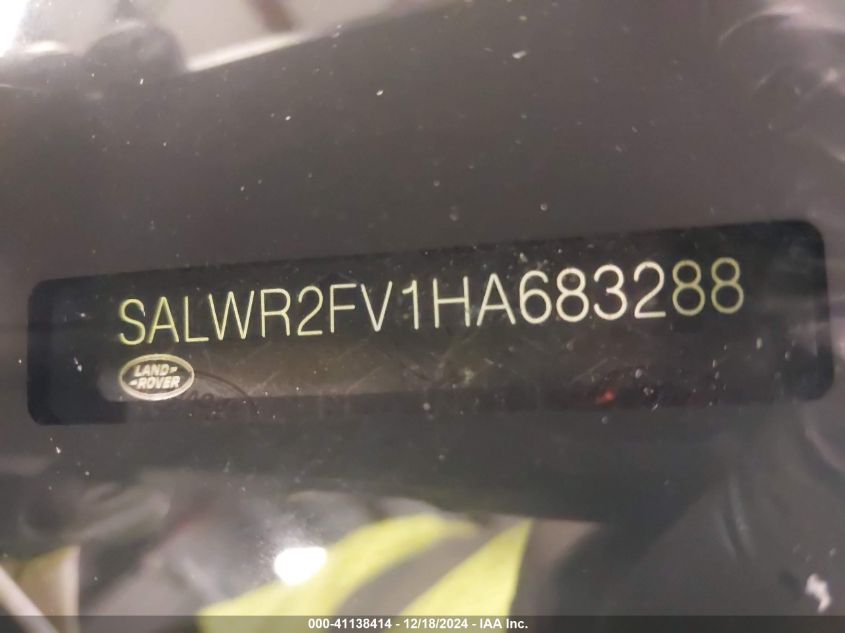 SALWR2FV1HA683288
LAND-
-ROVER
000-41138414 - 12/18/2024 - IAA Inc.